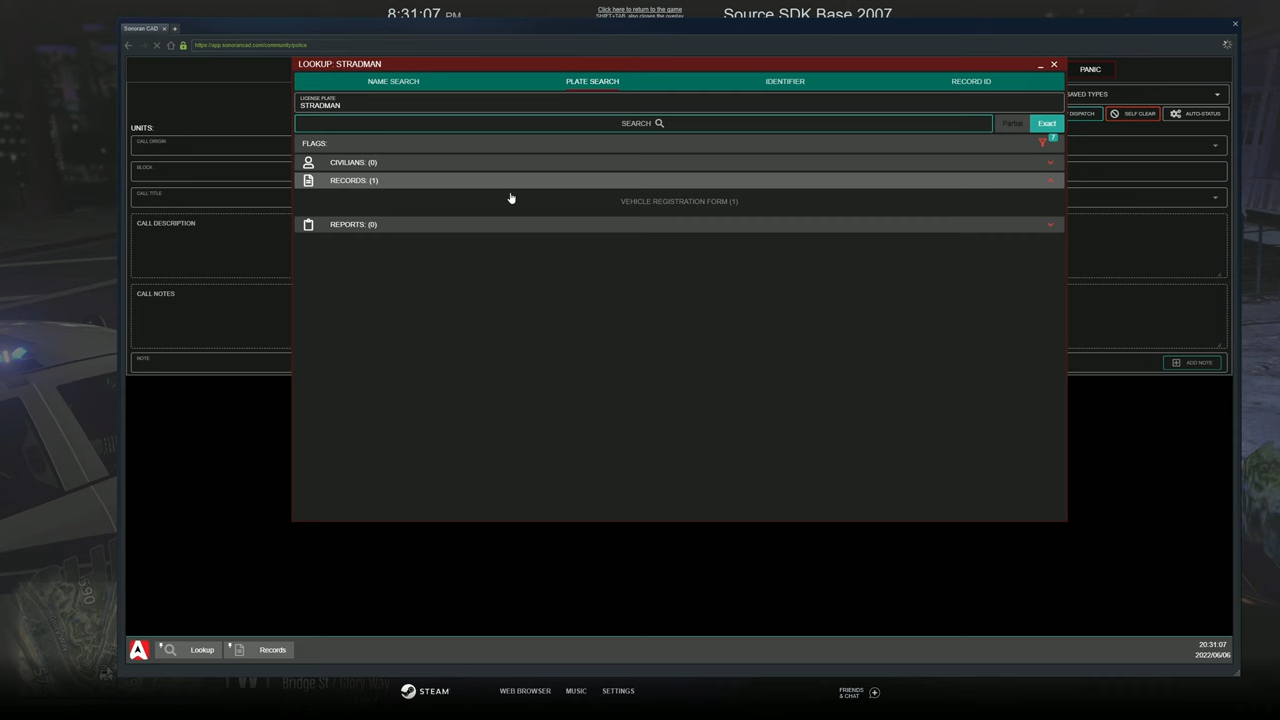 8:31:07 PM
Click here to return to the game
SHIFT+TAB also closes the overlay
Source SDK Base 2007
Sonoran CAD
https://app.sonorancad.com/community/police
LOOKUP: STRADMAN
PANIC
NAME SEARCH
PLATE SEARCH
IDENTIFIER
RECORD ID
SAVED TYPES
LICENSE PLATE
STRADMAN
DISPATCH
SELF CLEAR
AUTO-STATUS
SEARCH
Partial
Exact
UNITS:
CALL ORIGIN
FLAGS:
7
CIVILIANS: (0)
BLOCK
RECORDS: (1)
CALL TITLE
VEHICLE REGISTRATION FORM (1)
CALL DESCRIPTION
REPORTS: (0)
CALL NOTES
NOTE
ADD NOTE
Lookup
Records
20:31:07
2022/06/06
Bridge St / Glory Way
STEAM
WEB BROWSER
MUSIC
SETTINGS
FRIENDS
& CHAT